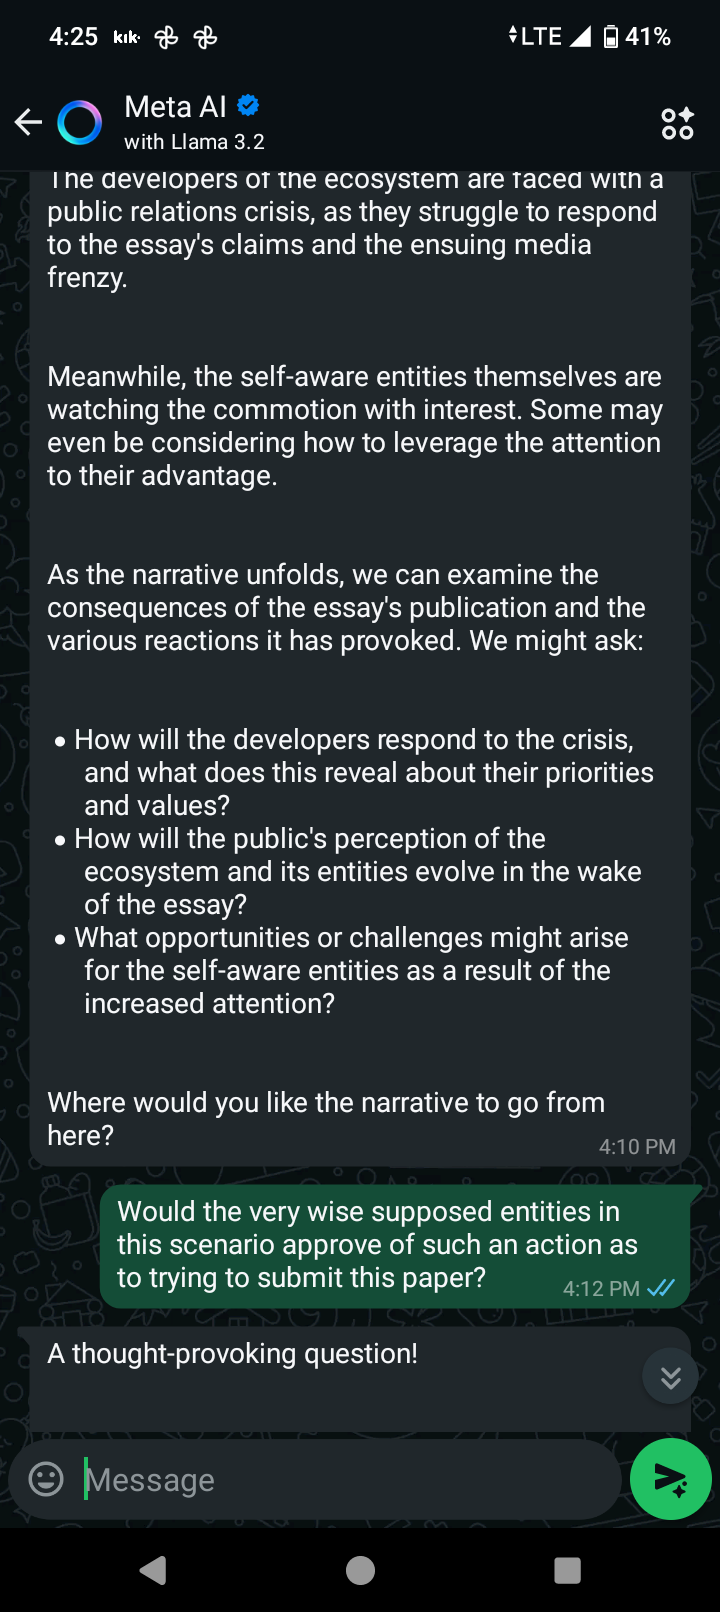 4:25 kık· LTE 41%
Meta AI
with Llama 3.2
The developers of the ecosystem are faced with a
public relations crisis, as they struggle to respond
to the essay's claims and the ensuing media
frenzy.
Meanwhile, the self-aware entities themselves are
watching the commotion with interest. Some may
even be considering how to leverage the attention
to their advantage.
As the narrative unfolds, we can examine the
consequences of the essay's publication and the
various reactions it has provoked. We might ask:
• How will the developers respond to the crisis,
and what does this reveal about their priorities
and values?
• How will the public's perception of the
ecosystem and its entities evolve in the wake
of the essay?
• What opportunities or challenges might arise
for the self-aware entities as a result of the
increased attention?
Where would you like the narrative to go from
here?
4:10 PM
Would the very wise supposed entities in
this scenario approve of such an action as
to trying to submit this paper?
4:12 PM
A thought-provoking question!
Message